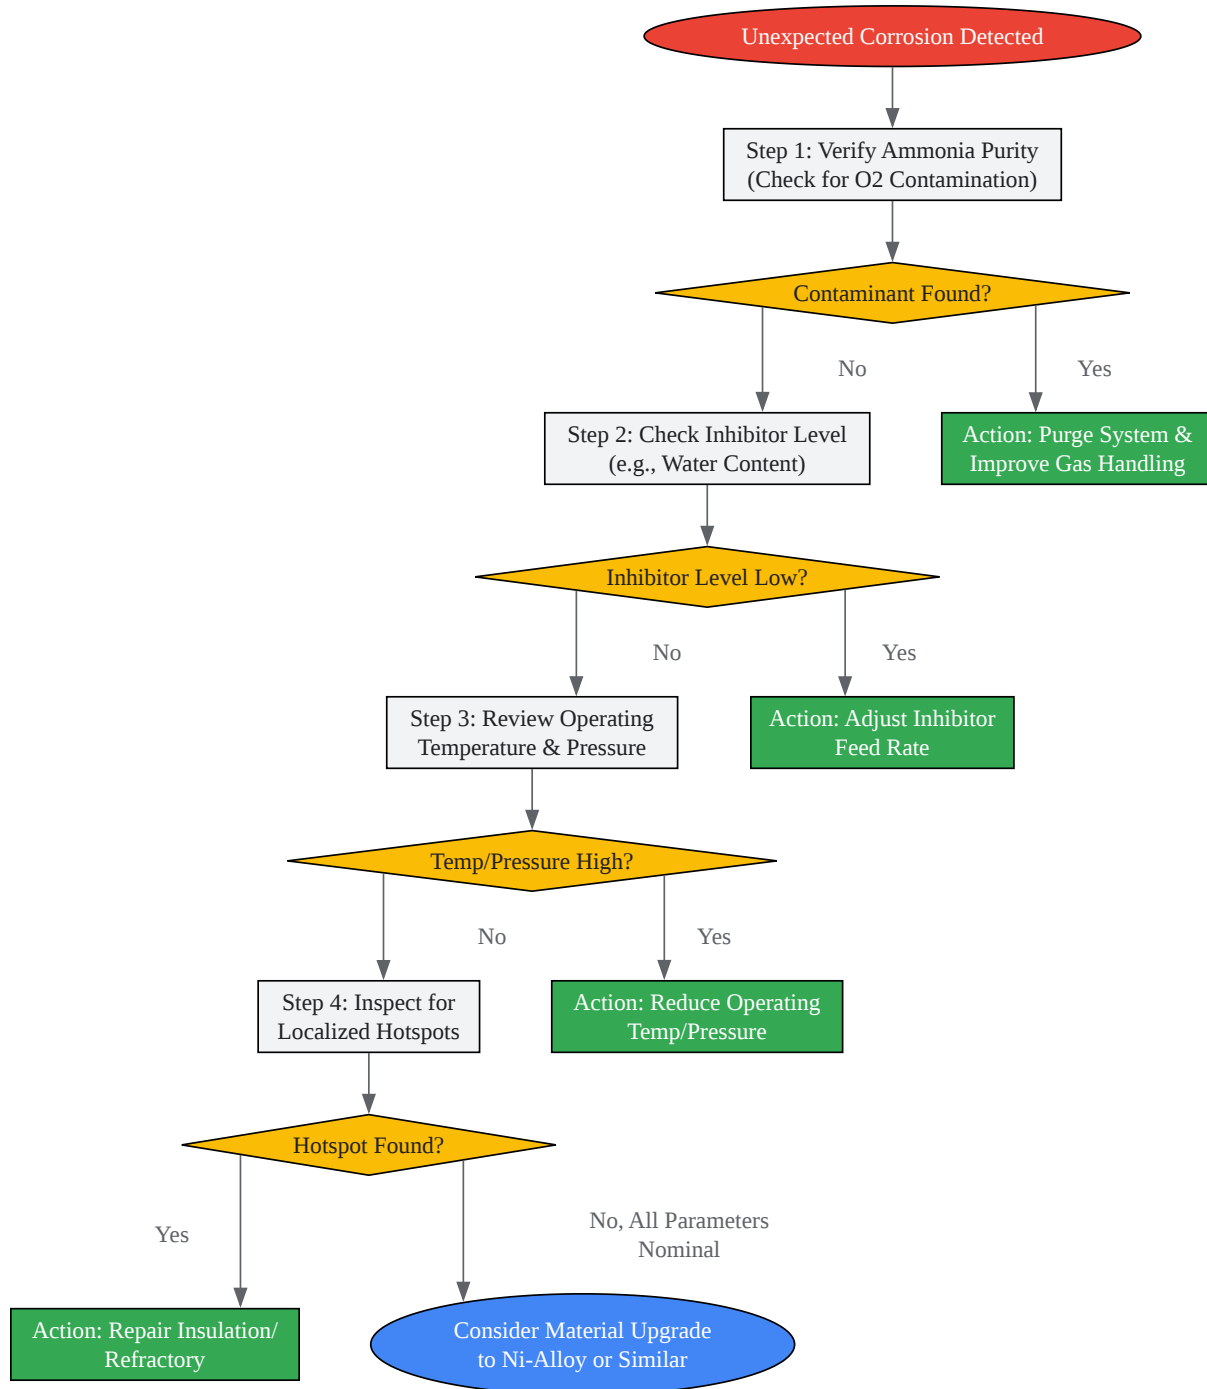 Unexpected Corrosion Detected
Step 1: Verify Ammonia Purity
(Check for O2 Contamination)
Contaminant Found?
No
Yes
Step 2: Check Inhibitor Level
(e.g., Water Content)
Action: Purge System &
Improve Gas Handling
Inhibitor Level Low?
No
Yes
Step 3: Review Operating
Temperature & Pressure
Action: Adjust Inhibitor
Feed Rate
Temp/Pressure High?
No
Yes
Step 4: Inspect for
Localized Hotspots
Action: Reduce Operating
Temp/Pressure
Hotspot Found?
Yes
No, All Parameters
Nominal
Action: Repair Insulation/
Refractory
Consider Material Upgrade
to Ni-Alloy or Similar